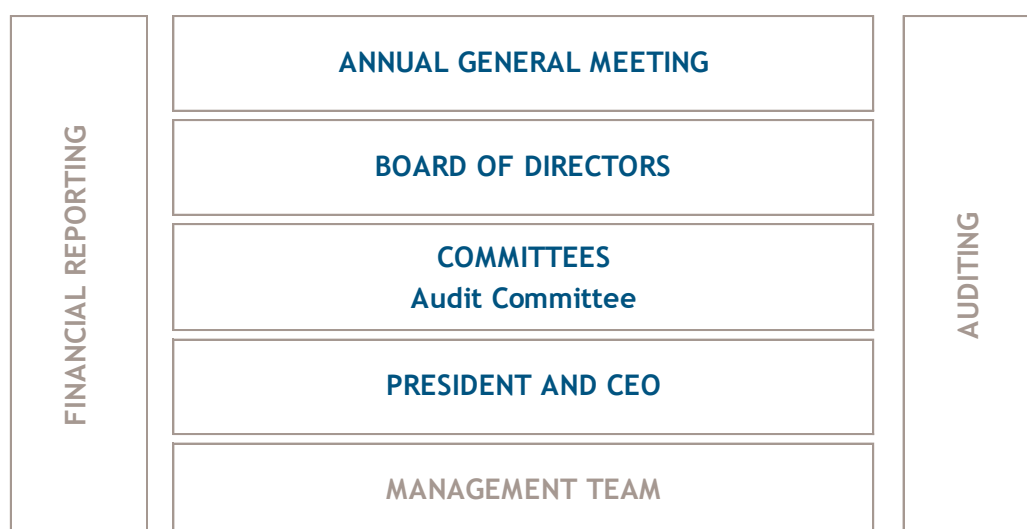 FINANCIAL REPORTING
ANNUAL GENERAL MEETING
BOARD OF DIRECTORS
COMMITTEES
Audit Committee
PRESIDENT AND CEO
MANAGEMENT TEAM
AUDITING